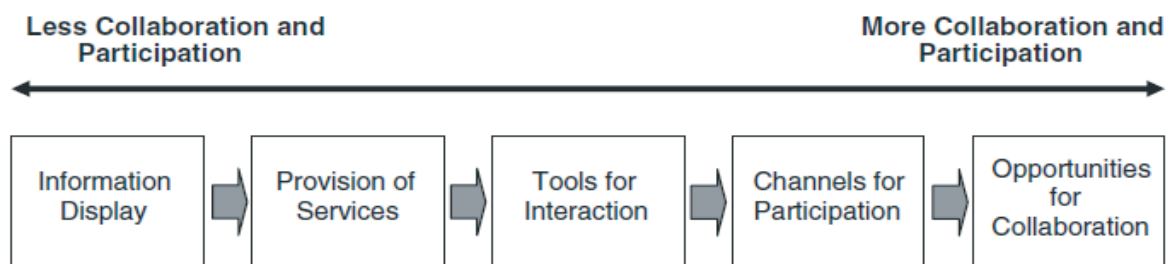 Less Collaboration and
Participation
More Collaboration and
Participation
Information
Display
Provision of
Services
Tools for
Interaction
Channels for
Participation
Opportunities
for
Collaboration